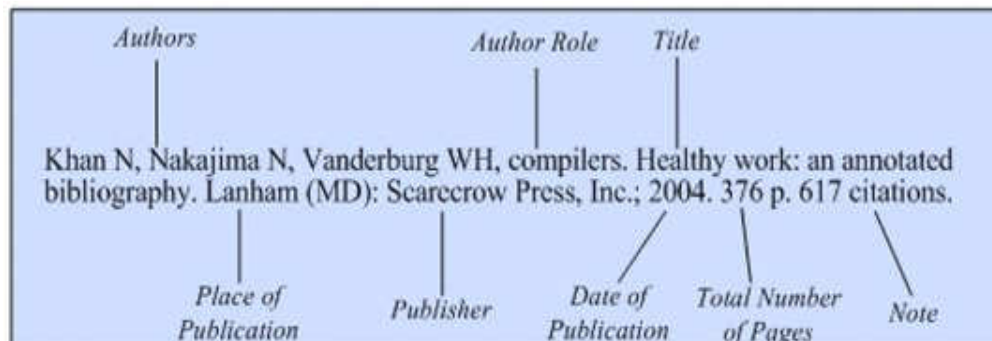 Authors Author Role Title
Khan N, Nakajima N, Vanderburg WH, compilers. Healthy work: an annotated
bibliography. Lanham (MD): Scarecrow Press, Inc.; 2004. 376 p. 617 citations.
Place of
Publication
Publisher
Date of
Publication
Total Number
of Pages
Note